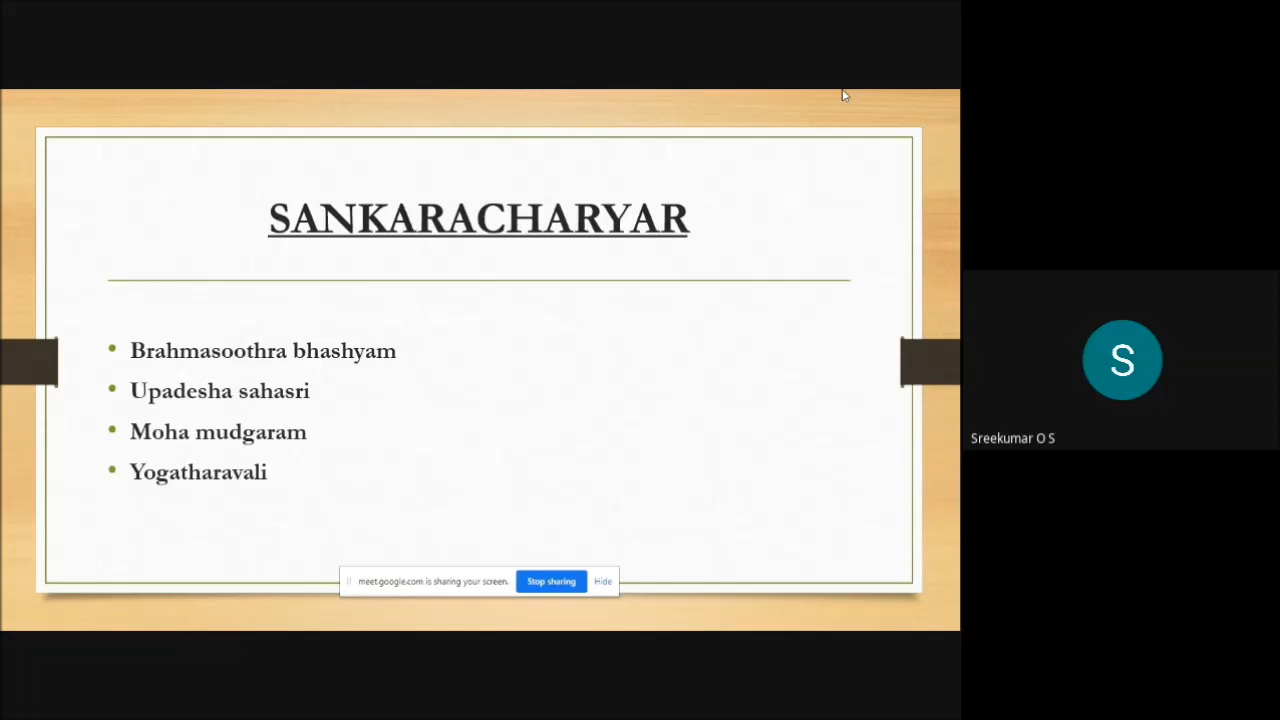 SANKARACHARYAR
Brahmasoothra bhashyam
Upadesha sahasri
Moha mudgaram
Yogatharavali
meet.google.com is sharing your screen. Stop sharing Hide
S
Sreekumar O S